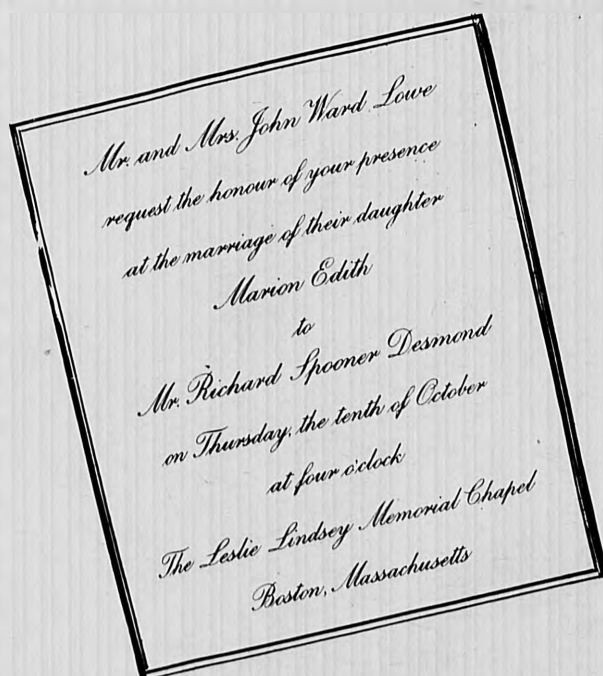 Mr. and Mrs. John Ward Lowe
request the honour of your presence
at the marriage of their daughter
Marion Edith
to
Mr. Richard Spooner Desmond
on Thursday, the tenth of October
at four o'clock
The Leslie Lindsey Memorial Chapel
Boston, Massachusetts